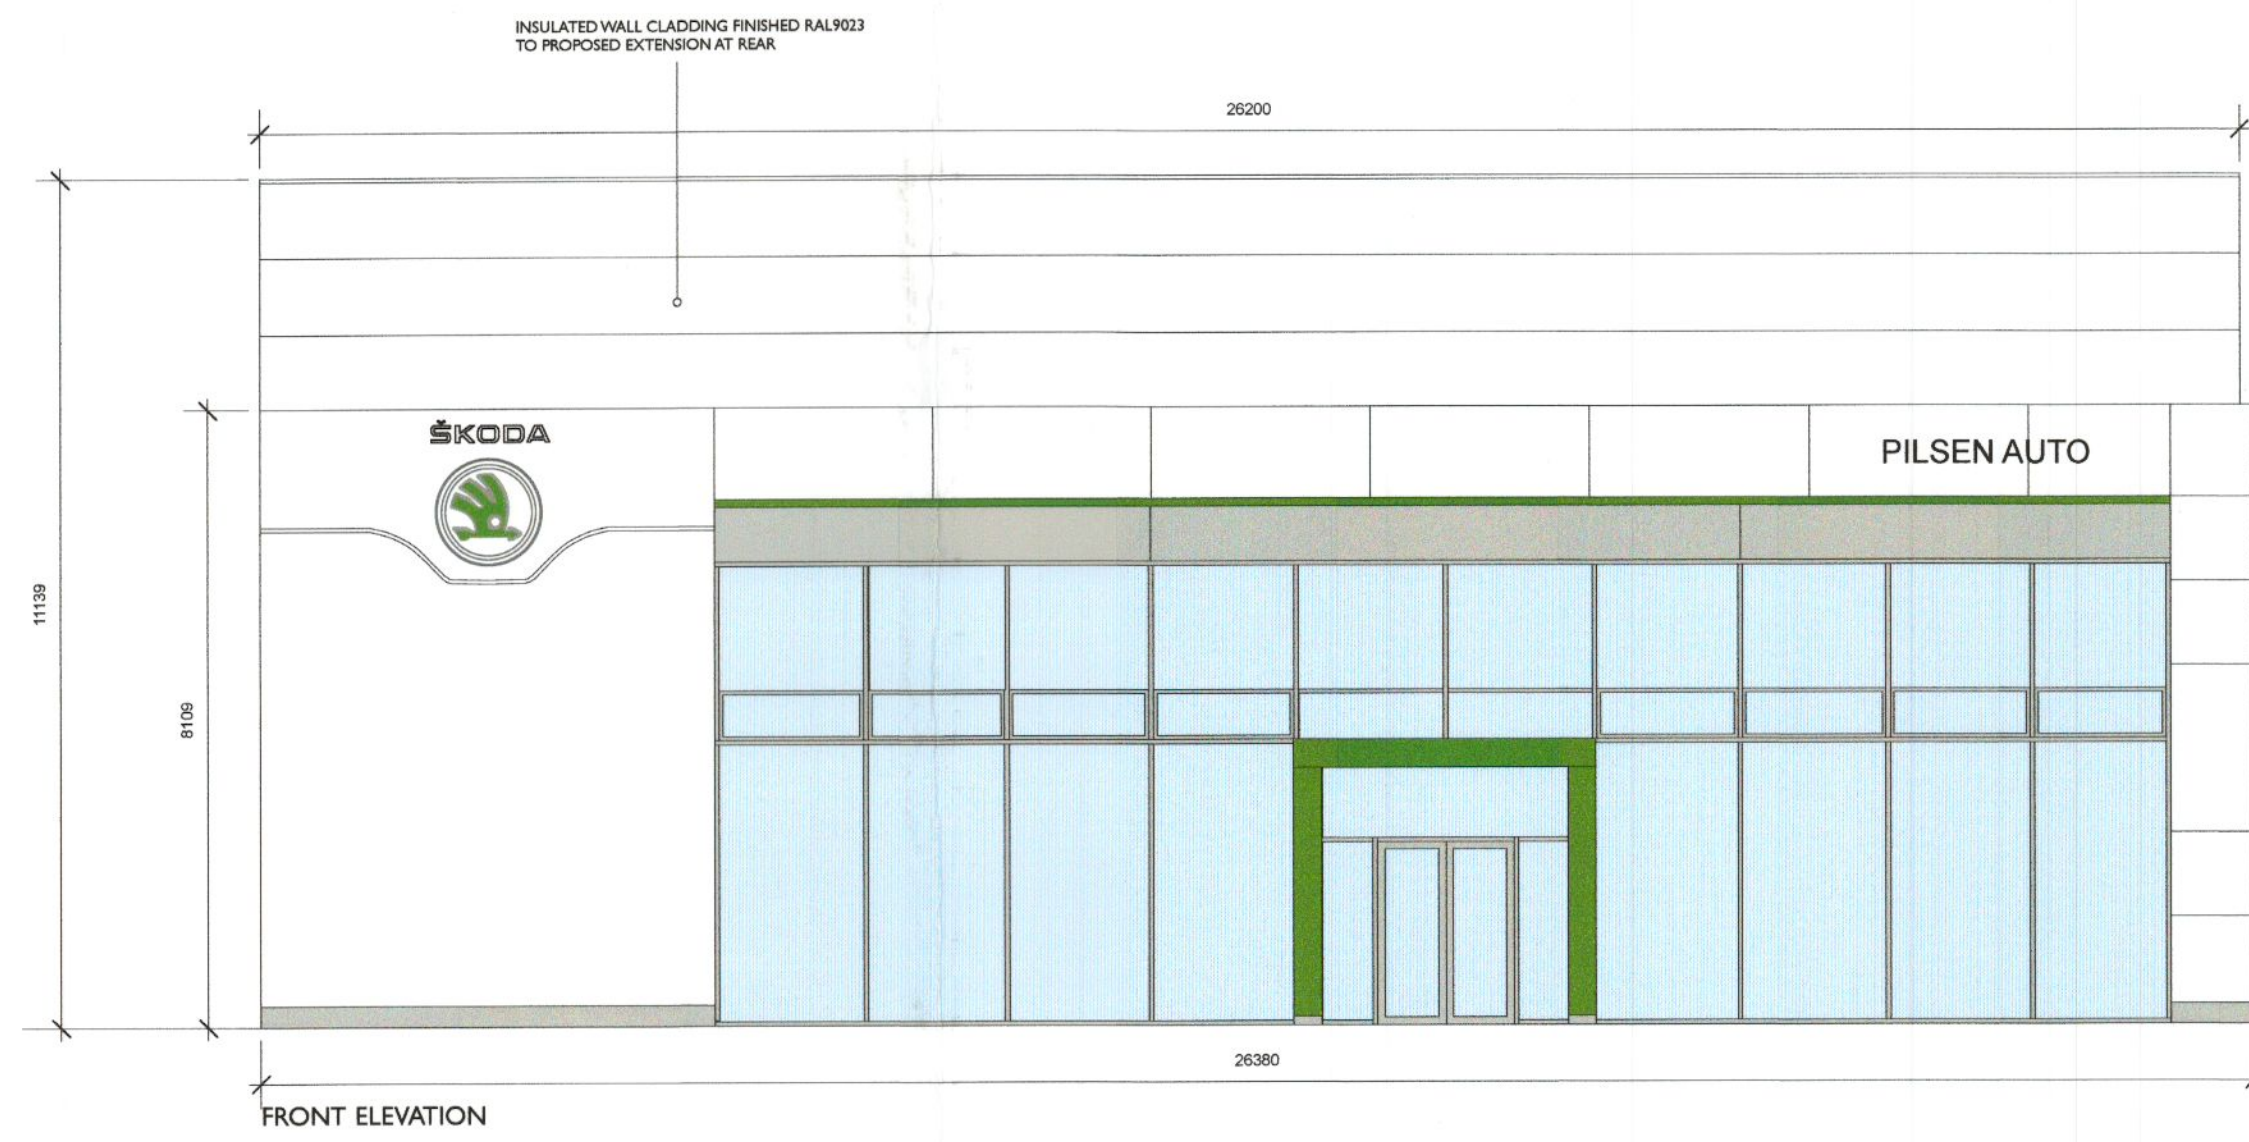 INSULATED WALL CLADDING FINISHED RAL9023
TO PROPOSED EXTENSION AT REAR
26200
ŠKODA
PILSEN AUTO
11139
8109
26380
FRONT ELEVATION